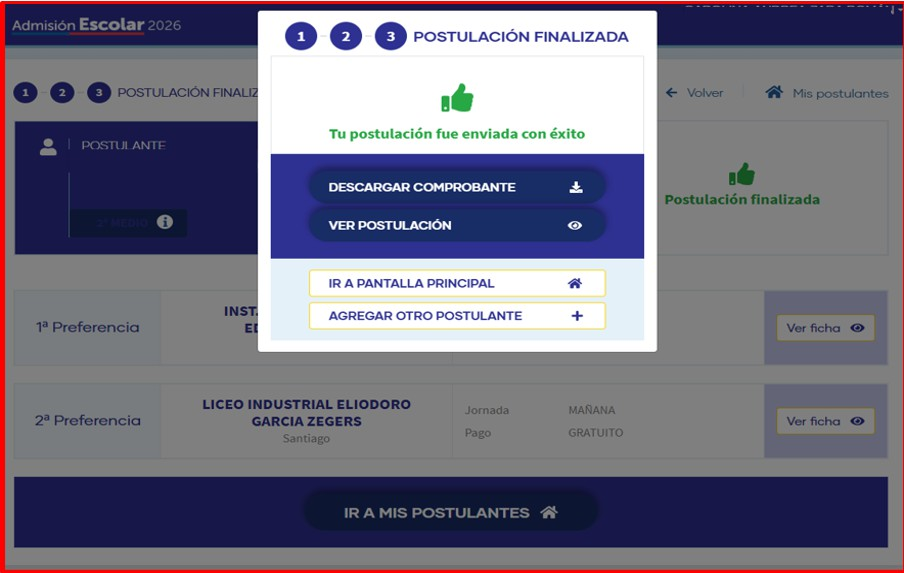 Admisión Escolar 2026
1 2 3 POSTULACIÓN FINALIZADA
1 2 3 POSTULACIÓN FINALIZ
Volver
Mis postulantes
Tu postulación fue enviada con éxito
POSTULANTE
2º MEDIO
Postulación finalizada
DESCARGAR COMPROBANTE
VER POSTULACIÓN
IR A PANTALLA PRINCIPAL
AGREGAR OTRO POSTULANTE
1ª Preferencia
INST.
Ver ficha
2ª Preferencia
LICEO INDUSTRIAL ELIODORO
GARCIA ZEGERS
Santiago
Jornada MAÑANA
Pago GRATUITO
Ver ficha
IR A MIS POSTULANTES